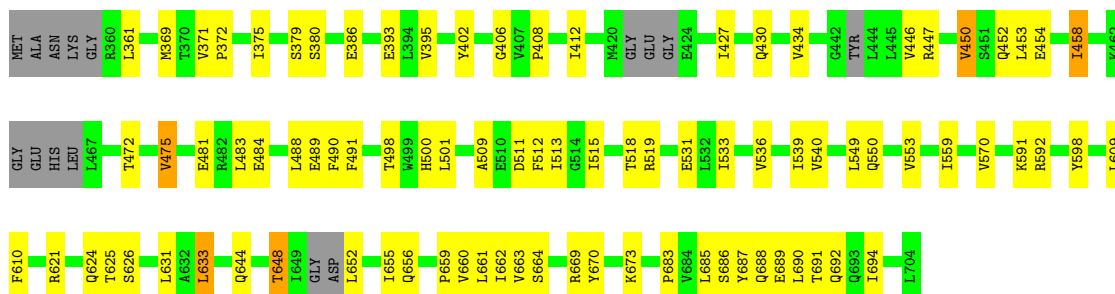 MET ALA ASN LYS GLY R360 L361 M369 T370 V371 P372 I375 S379 S380 E386 E393 L394 V395 Y402 G406 V407 P408 I412 M420 GLY GLU GLY E424 I427 Q430 V434 G442 TYR L444 L445 V446 R447 V450 S451 Q452 L453 E454 I458 K462
GLY GLU HIS LEU L467 T472 V475 E481 R482 L483 E484 L488 E489 F490 F491 T498 W499 H500 L501 A509 E510 D511 F512 I513 G514 I515 T518 R519 E531 L532 I533 V536 I539 V540 L549 Q550 V553 I559 V570 K591 R592 Y598 L609
F610 R621 Q624 T625 S626 L631 A632 L633 Q644 T648 I649 GLY ASP L652 I655 Q656 P659 V660 L661 I662 V663 S664 R669 Y670 K673 P683 V684 L685 S686 Y687 Q688 E689 L690 T691 Q692 Q693 I694 L704